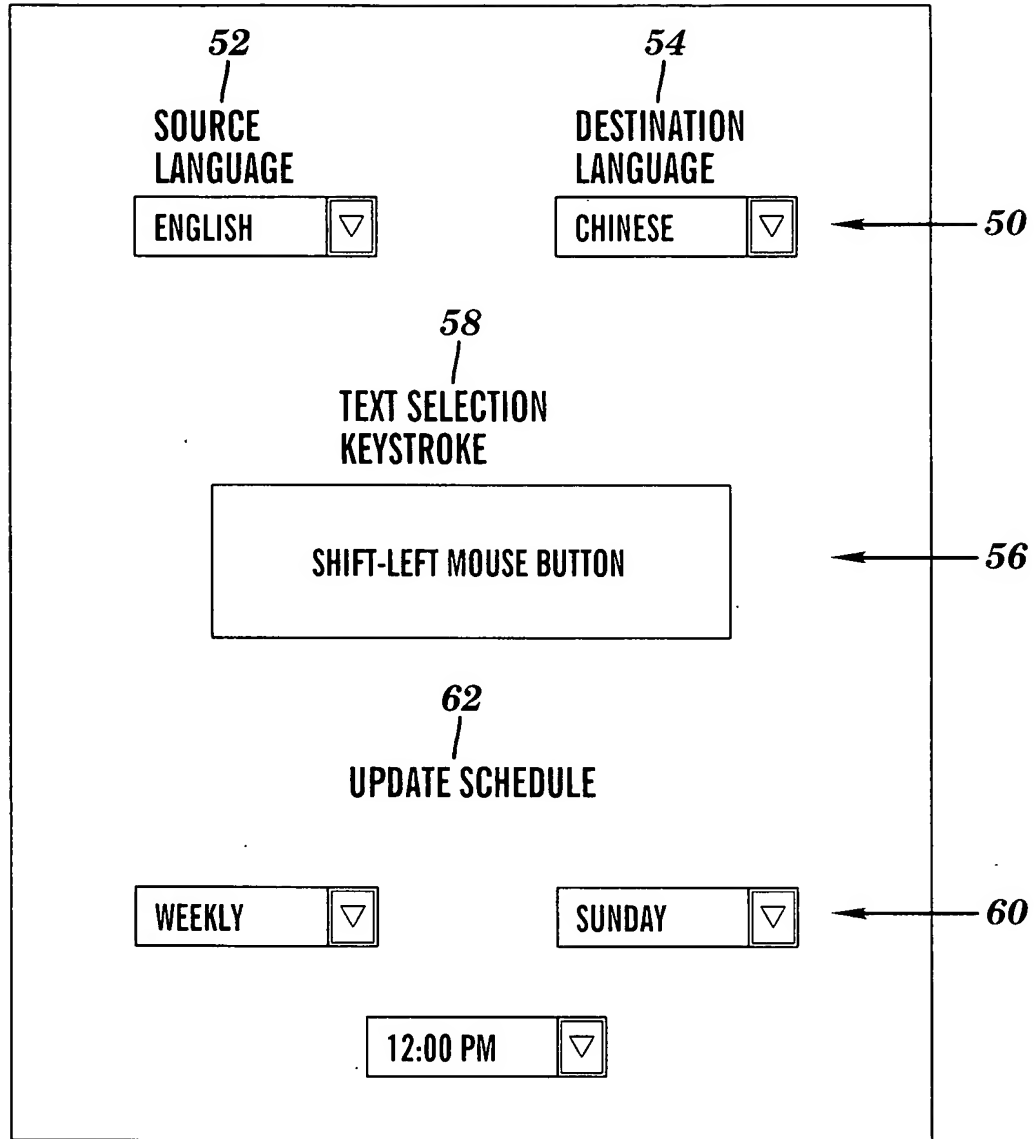 52
54
SOURCE
LANGUAGE
DESTINATION
LANGUAGE
ENGLISH
CHINESE
50
58
TEXT SELECTION
KEYSTROKE
SHIFT-LEFT MOUSE BUTTON
56
62
UPDATE SCHEDULE
WEEKLY
SUNDAY
60
12:00 PM